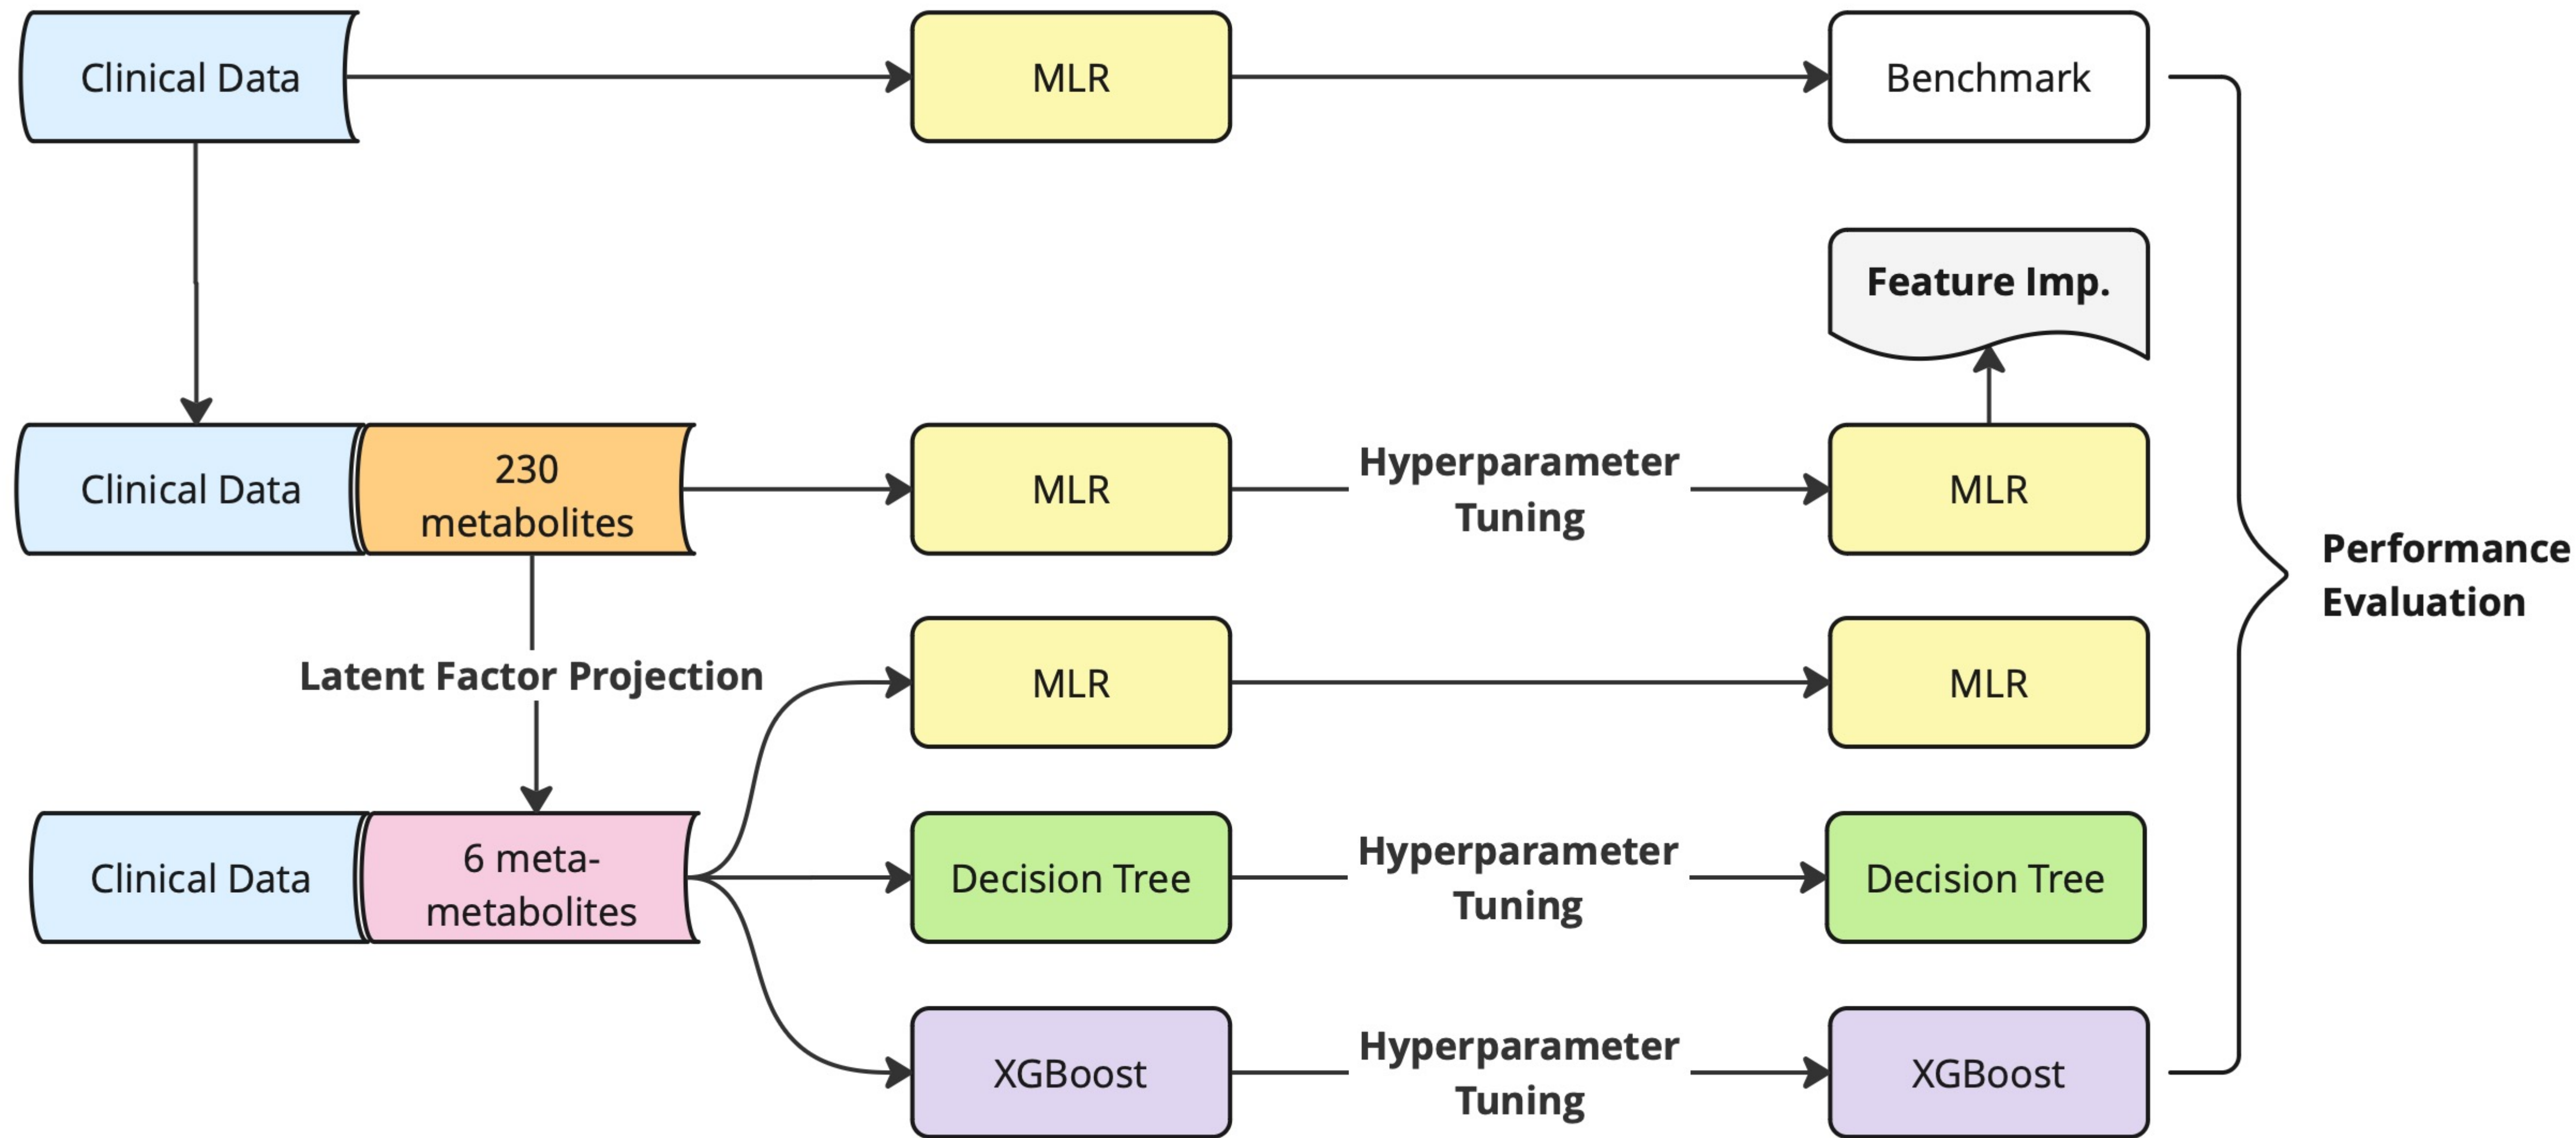 Clinical Data
MLR
Benchmark
Feature Imp.
Clinical Data
230
metabolites
MLR
Hyperparameter
Tuning
MLR
Performance
Evaluation
Latent Factor Projection
MLR
MLR
Clinical Data
6 meta-
metabolites
Decision Tree
Hyperparameter
Tuning
Decision Tree
XGBoost
Hyperparameter
Tuning
XGBoost